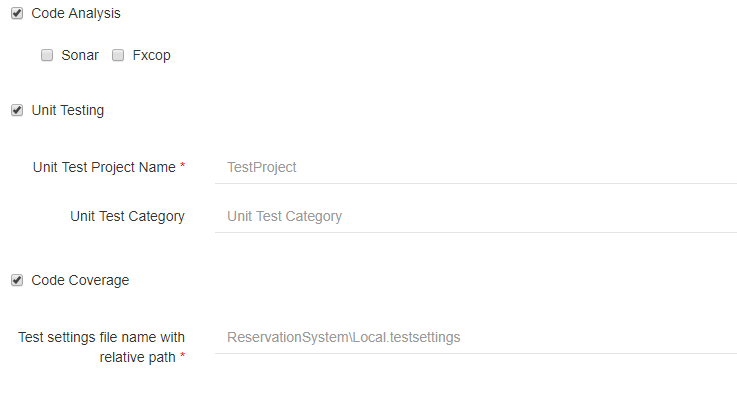 Code Analysis
Sonar Fxcop
Unit Testing
Unit Test Project Name * TestProject
Unit Test Category Unit Test Category
Code Coverage
Test settings file name with ReservationSystem\Local.testsettings
relative path *